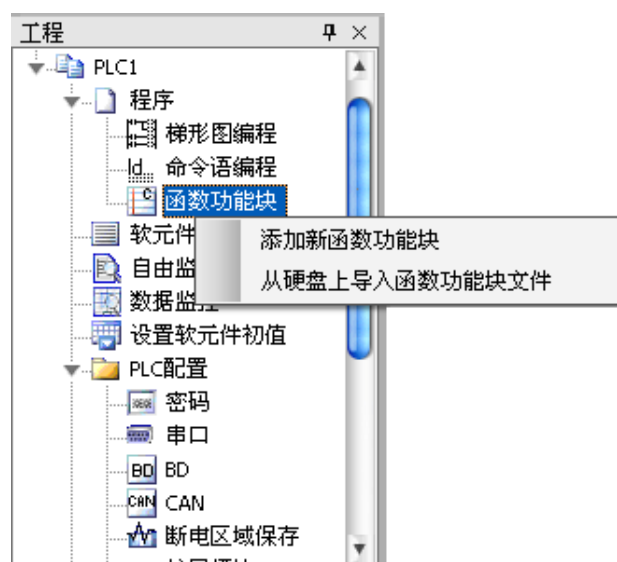 工程
PLC1
程序
梯形图编程
ld... 命令语编程
函数功能块
添加新函数功能块
从硬盘上导入函数功能块文件
软元件
自由监
数据监控
设置软元件初值
PLC配置
密码
串口
BD BD
CAN CAN
断电区域保存